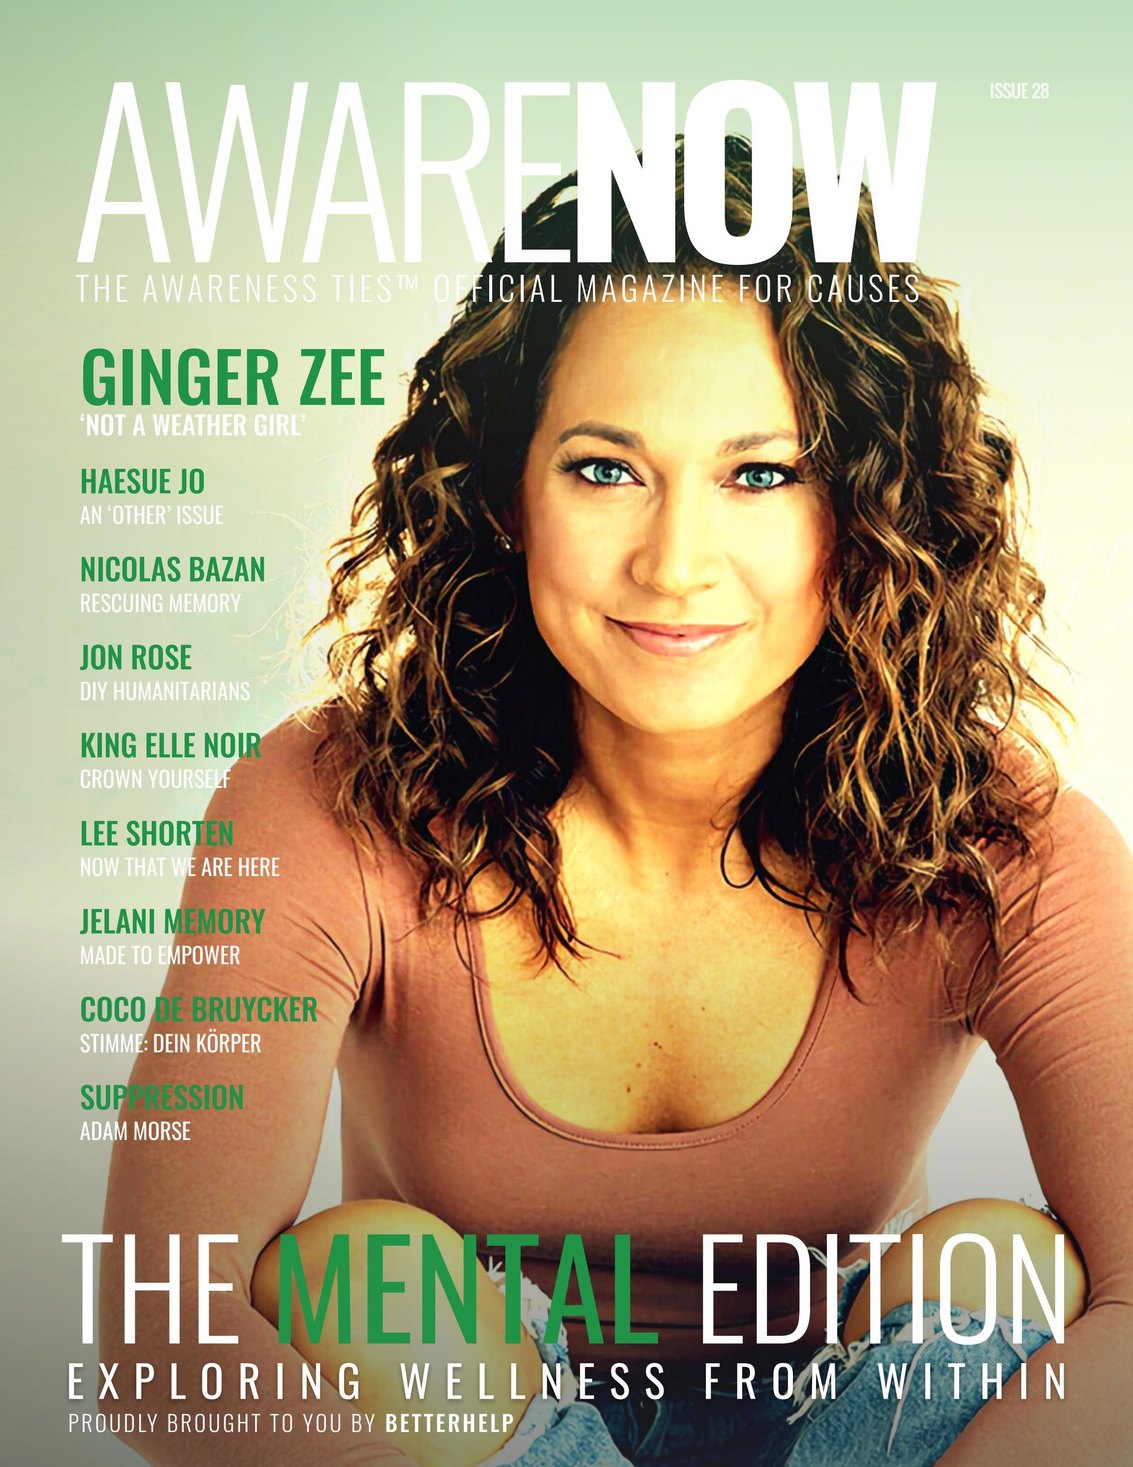 AWARENOW
ISSUE 28
THE AWARENESS TIES™ OFFICIAL MAGAZINE FOR CAUSES
GINGER ZEE
‘NOT A WEATHER GIRL’
HAESUE JO
AN ‘OTHER’ ISSUE
NICOLAS BAZAN
RESCUING MEMORY
JON ROSE
DIY HUMANITARIANS
KING ELLE NOIR
CROWN YOURSELF
LEE SHORTEN
NOW THAT WE ARE HERE
JELANI MEMORY
MADE TO EMPOWER
COCO DE BRUYCKER
STIMME: DEIN KÖRPER
SUPPRESSION
ADAM MORSE
THE MENTAL EDITION
EXPLORING WELLNESS FROM WITHIN
PROUDLY BROUGHT TO YOU BY BETTERHELP